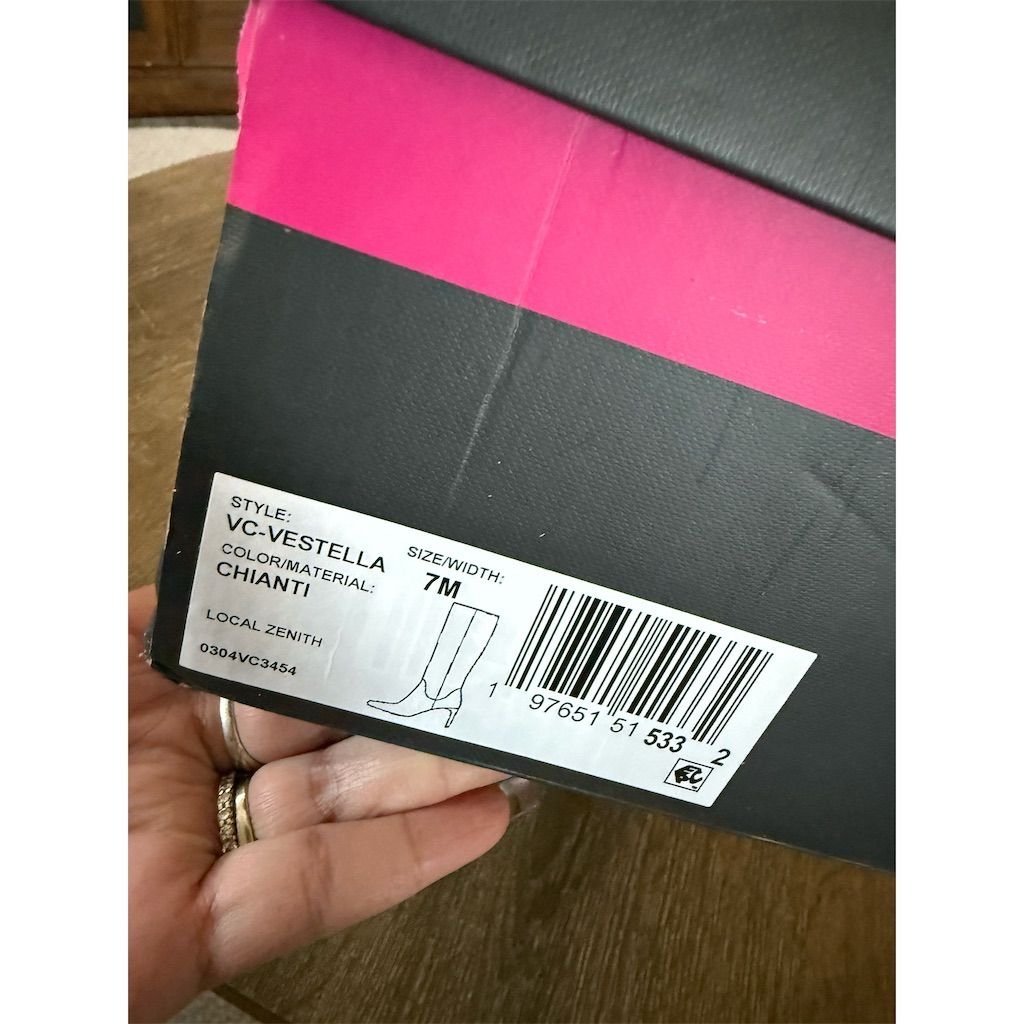 STYLE:
VC-VESTELLA
COLOR/MATERIAL:
CHIANTI
SIZE/WIDTH:
7M
LOCAL ZENITH
0304VC3454
1 97651 51 533 2